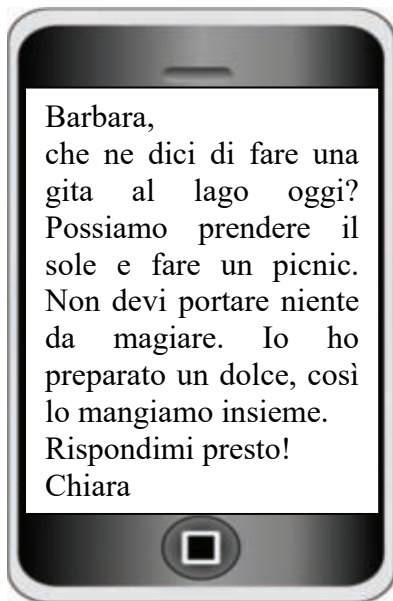 Barbara,
che ne dici di fare una
gita al lago oggi?
Possiamo prendere il
sole e fare un picnic.
Non devi portare niente
da magiare. Io ho
preparato un dolce, così
lo mangiamo insieme.
Rispondimi presto!
Chiara